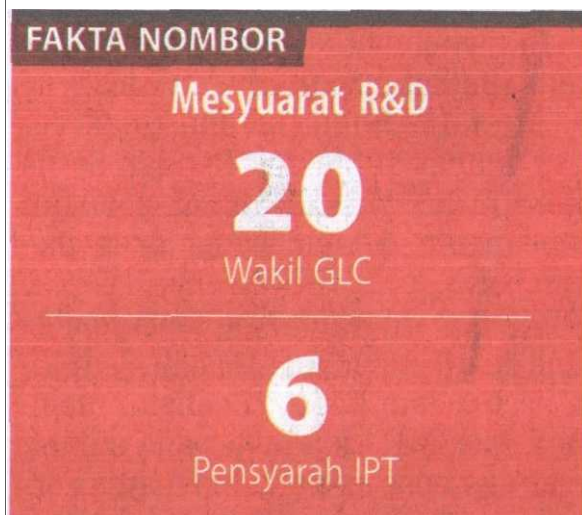 FAKTA NOMBOR
Mesyuarat R&D
20
Wakil GLC
6
Pensyarah IPT